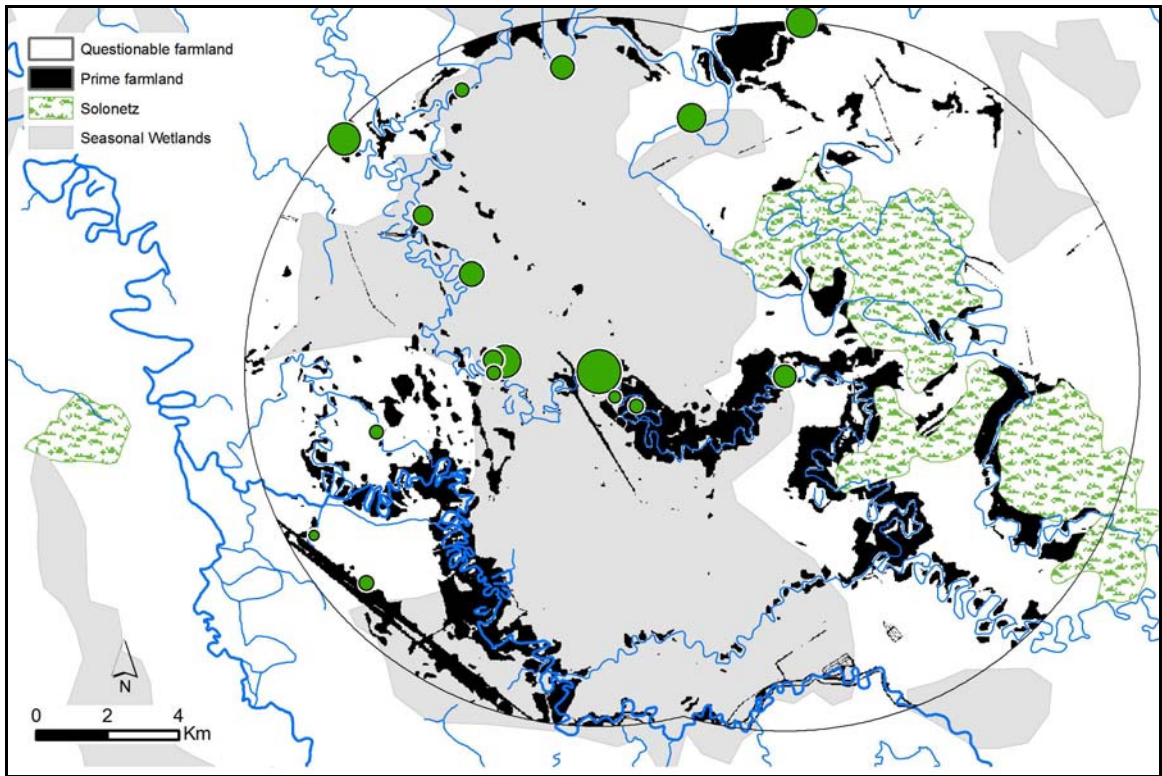 Questionable farmland
Prime farmland
Solonetz
Seasonal Wetlands
N
0 2 4
Km